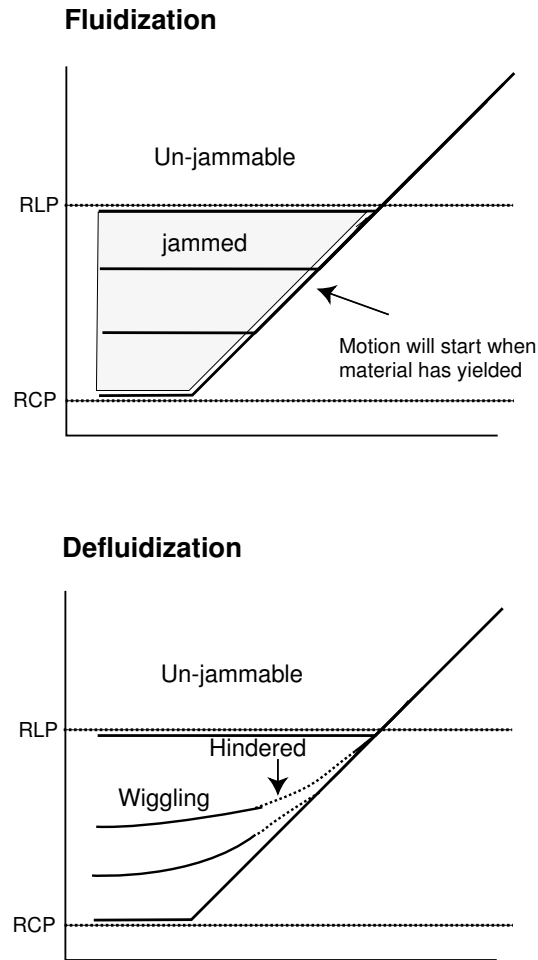 Fluidization
Un-jammable
RLP
jammed
Motion will start when
material has yielded
RCP
Defluidization
Un-jammable
RLP
Hindered
Wiggling
RCP